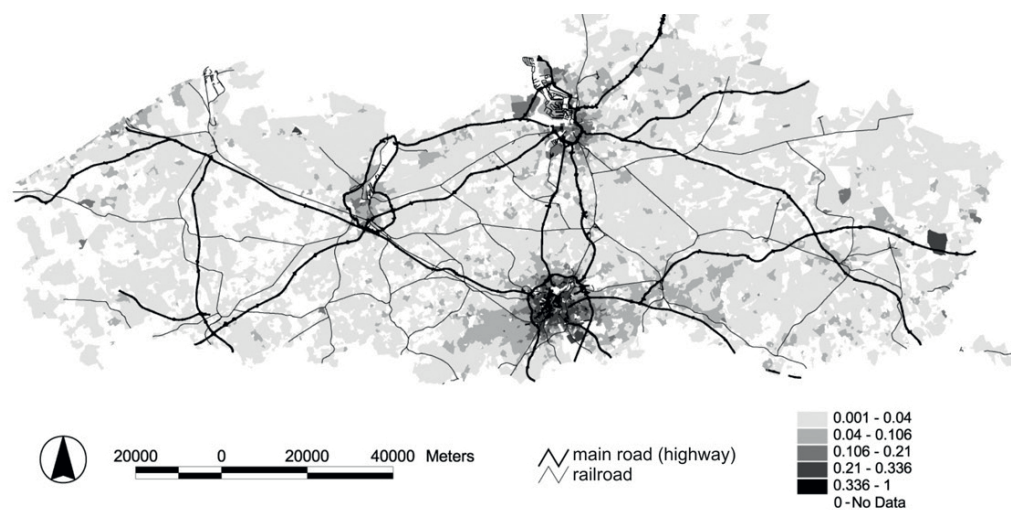 20000 0 20000 40000 Meters
main road (highway)
railroad
0.001 - 0.04
0.04 - 0.106
0.106 - 0.21
0.21 - 0.336
0.336 - 1
0 - No Data